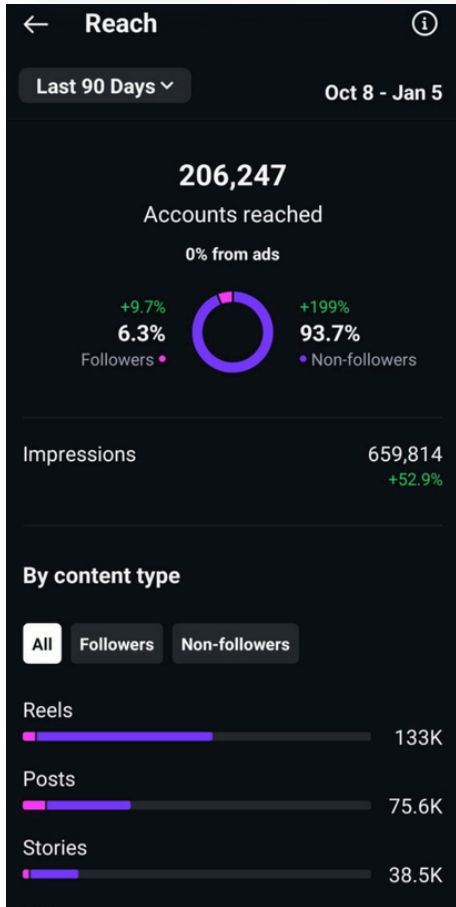 Reach
Last 90 Days
Oct 8 - Jan 5
206,247
Accounts reached
0% from ads
+9.7%
6.3%
Followers
+199%
93.7%
Non-followers
Impressions
659,814
+52.9%
By content type
All Followers Non-followers
Reels
133K
Posts
75.6K
Stories
38.5K